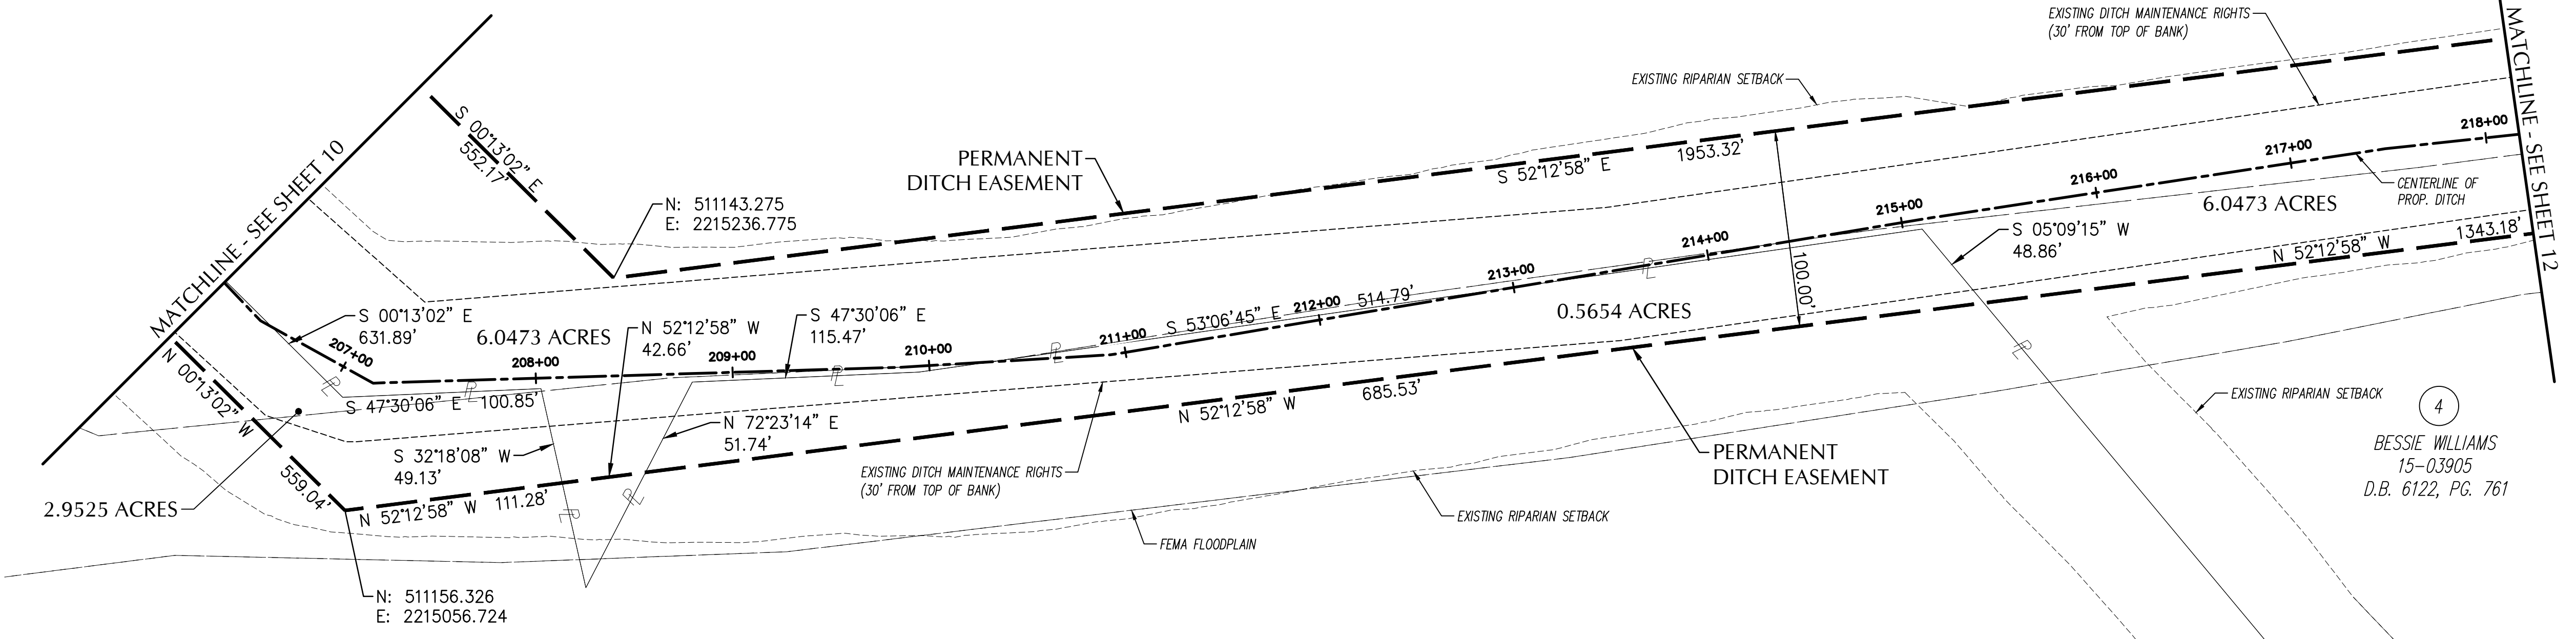 EXISTING DITCH MAINTENANCE RIGHTS
(30' FROM TOP OF BANK)
EXISTING RIPARIAN SETBACK
MATCHLINE - SEE SHEET 12
MATCHLINE - SEE SHEET 10
S 00°13'02" E
552.17'
PERMANENT
DITCH EASEMENT
S 52°12'58" E
1953.32'
218+00
217+00
216+00
215+00
214+00
213+00
212+00
211+00
210+00
209+00
208+00
207+00
CENTERLINE OF
PROP. DITCH
6.0473 ACRES
N: 511143.275
E: 2215236.775
S 05°09'15" W
48.86'
1343.18'
N 52°12'58" W
100.00'
0.5654 ACRES
514.79'
S 53°06'45" E
S 47°30'06" E
115.47'
N 52°12'58" W
42.66'
6.0473 ACRES
S 00°13'02" E
631.89'
N 00°13'02" W
559.04'
S 47°30'06" E
100.85'
PL
PL
PL
PL
PL
PL
PL
PL
N 72°23'14" E
51.74'
S 32°18'08" W
49.13'
N 52°12'58" W
685.53'
EXISTING DITCH MAINTENANCE RIGHTS
(30' FROM TOP OF BANK)
PERMANENT
DITCH EASEMENT
EXISTING RIPARIAN SETBACK
4
BESSIE WILLIAMS
15-03905
D.B. 6122, PG. 761
2.9525 ACRES
N 52°12'58" W
111.28'
EXISTING RIPARIAN SETBACK
FEMA FLOODPLAIN
N: 511156.326
E: 2215056.724